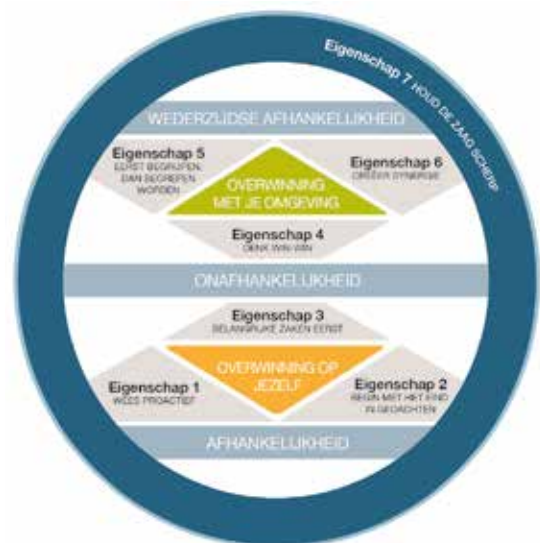 Eigenschap 7 HOUD DE ZAAG SCHERP
WEDERZIJDSE AFHANKELIJKHEID
Eigenschap 5
EERST BEGRIJPEN,
DAN BEGREPEN
WORDEN
OVERWINNING
MET JE OMGEVING
Eigenschap 6
CREËER SYNERGIE
Eigenschap 4
DENK WIN-WIN
ONAFHANKELIJKHEID
Eigenschap 3
BELANGRIJKE ZAKEN EERST
OVERWINNING OP
JEZELF
Eigenschap 1
WEES PROACTIEF
Eigenschap 2
BEGIN MET HET EIND
IN GEDACHTEN
AFHANKELIJKHEID